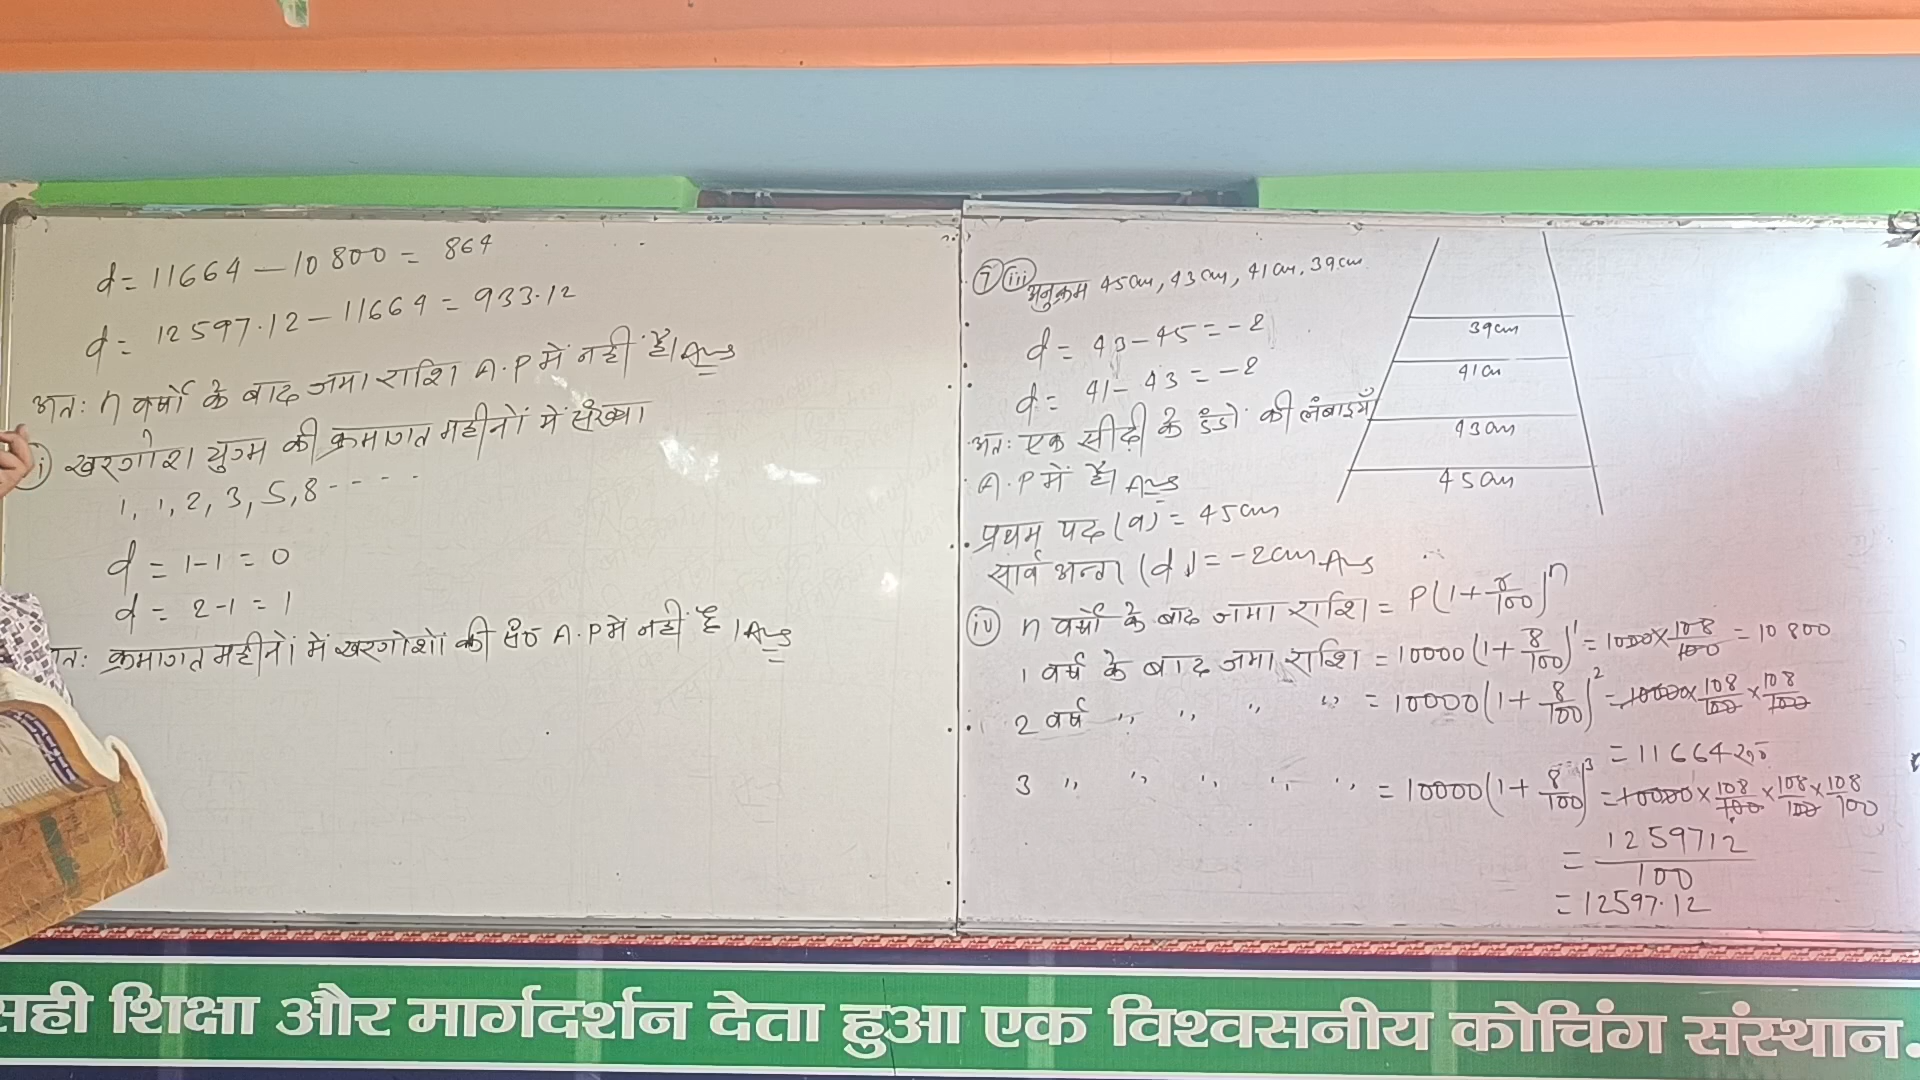 d = 11664 - 10800 = 864
d = 12597.12 - 11664 = 933.12
अतः n वर्षों के बाद जमा राशि A.P में नहीं है। Ans
i) खरगोश युग्म की क्रमागत महीनों में संख्या
1, 1, 2, 3, 5, 8 - - - -
d = 1-1 = 0
d = 2-1 = 1
क्रमागत महीनों में खरगोशों की सं० A.P में नहीं है। Ans
7 iii अनुक्रम 45cm, 43cm, 41cm, 39cm
d = 43-45 = -2
d = 41-43 = -2
अतः एक सीढ़ी के डंडों की लंबाइयाँ
A.P में है। Ans
प्रथम पद (a) = 45cm
सार्व अन्तर (d) = -2cm Ans
39cm
41cm
43cm
45cm
iv n वर्षों के बाद जमा राशि = P(1+r/100)^n
1 वर्ष के बाद जमा राशि = 10000(1+8/100)^1 = 10000×108/100 = 10800
2 वर्ष " " " " = 10000(1+8/100)^2 = 10000×108/100×108/100
= 11664 रु०
3 " " " " " = 10000(1+8/100)^3 = 10000×108/100×108/100×108/100
= 1259712/100
= 12597.12
सही शिक्षा और मार्गदर्शन देता हुआ एक विश्वसनीय कोचिंग संस्थान.